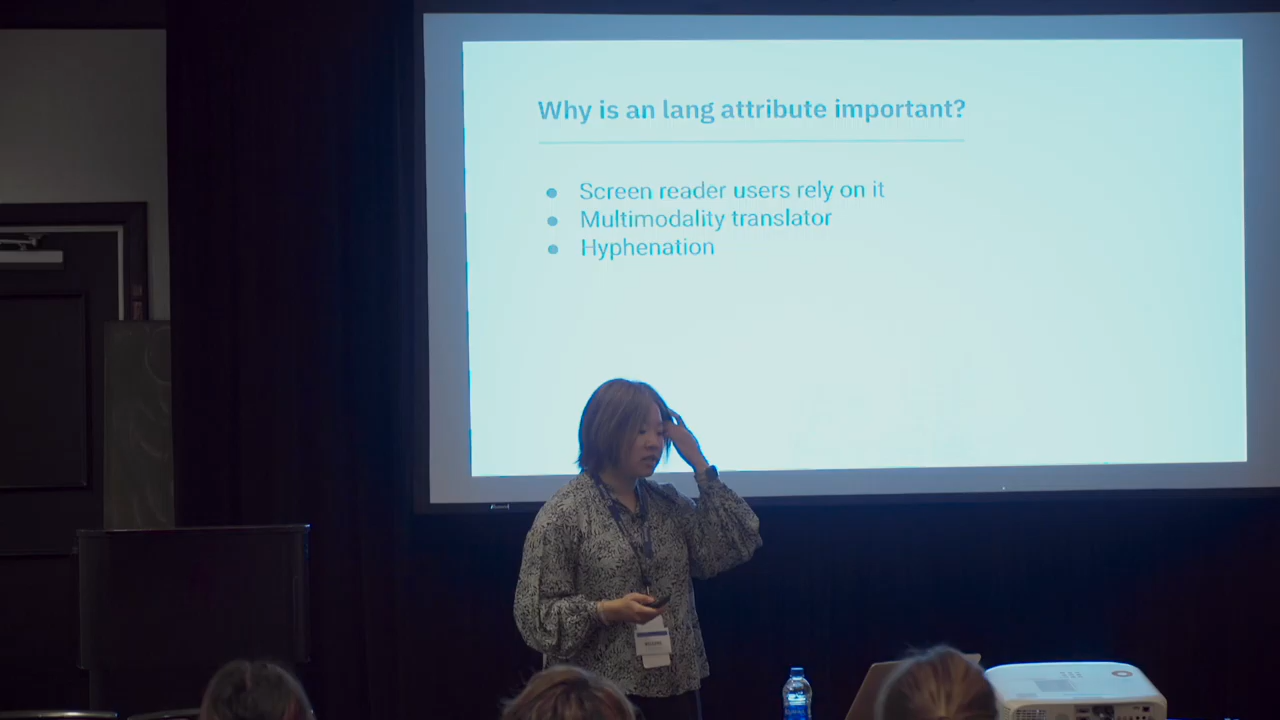 Why is an lang attribute important?
● Screen reader users rely on it
● Multimodality translator
● Hyphenation